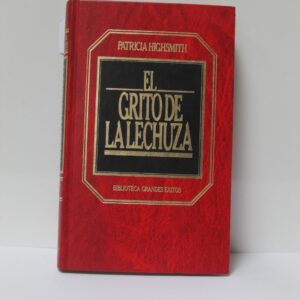 PATRICIA HIGHSMITH
EL
GRITO DE
LA LECHUZA
BIBLIOTECA GRANDES EXITOS